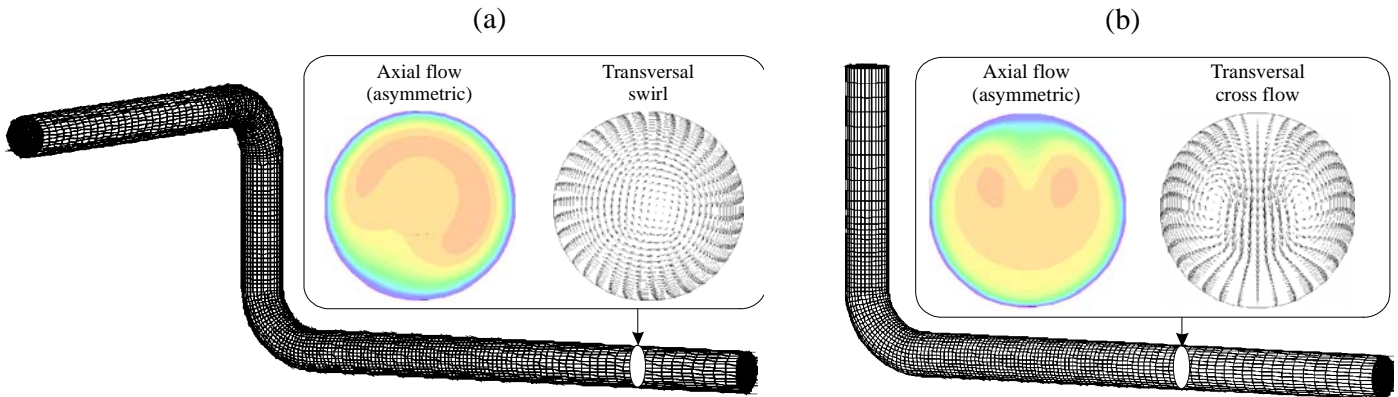 (a)
Axial flow
(asymmetric)
Transversal
swirl
(b)
Axial flow
(asymmetric)
Transversal
cross flow